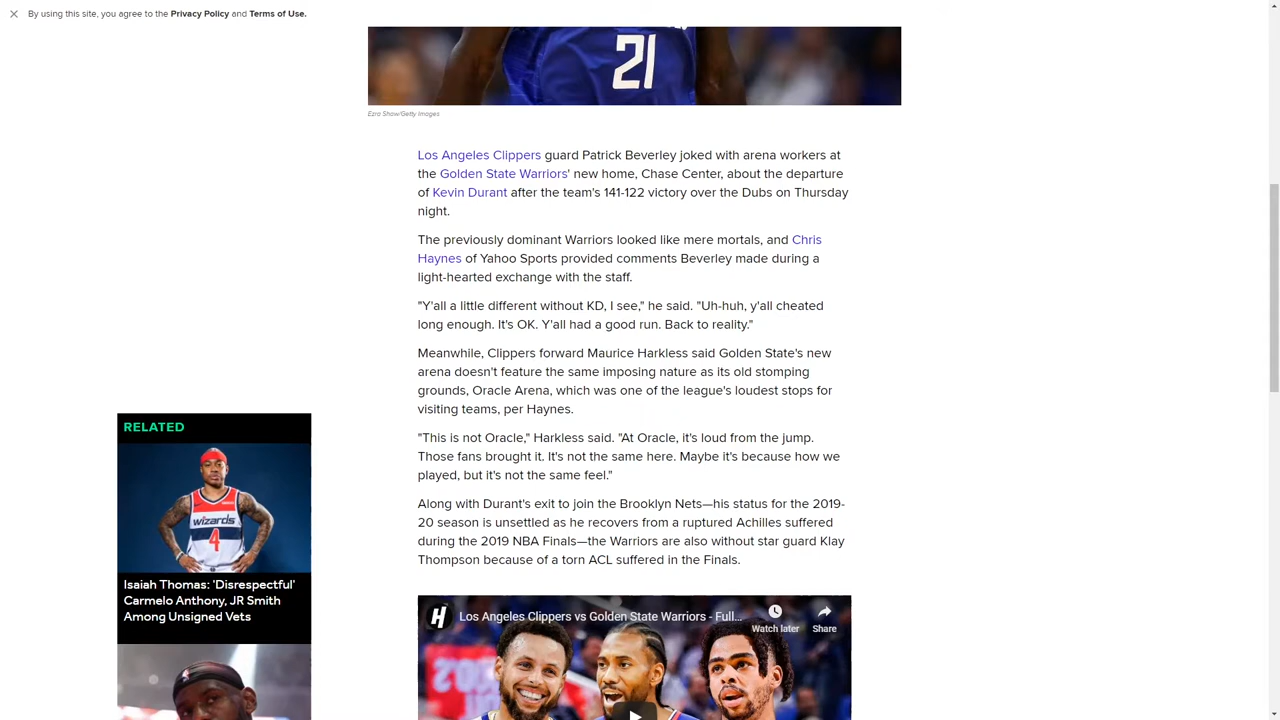 By using this site, you agree to the Privacy Policy and Terms of Use.
21
Ezra Shaw/Getty Images
Los Angeles Clippers guard Patrick Beverley joked with arena workers at
the Golden State Warriors' new home, Chase Center, about the departure
of Kevin Durant after the team's 141-122 victory over the Dubs on Thursday
night.
The previously dominant Warriors looked like mere mortals, and Chris
Haynes of Yahoo Sports provided comments Beverley made during a
light-hearted exchange with the staff.
"Y'all a little different without KD, I see," he said. "Uh-huh, y'all cheated
long enough. It's OK. Y'all had a good run. Back to reality."
Meanwhile, Clippers forward Maurice Harkless said Golden State's new
arena doesn't feature the same imposing nature as its old stomping
grounds, Oracle Arena, which was one of the league's loudest stops for
visiting teams, per Haynes.
"This is not Oracle," Harkless said. "At Oracle, it's loud from the jump.
Those fans brought it. It's not the same here. Maybe it's because how we
played, but it's not the same feel."
Along with Durant's exit to join the Brooklyn Nets—his status for the 2019-
20 season is unsettled as he recovers from a ruptured Achilles suffered
during the 2019 NBA Finals—the Warriors are also without star guard Klay
Thompson because of a torn ACL suffered in the Finals.
RELATED
wizards
4
Isaiah Thomas: 'Disrespectful'
Carmelo Anthony, JR Smith
Among Unsigned Vets
H
Los Angeles Clippers vs Golden State Warriors - Full...
Watch later
Share